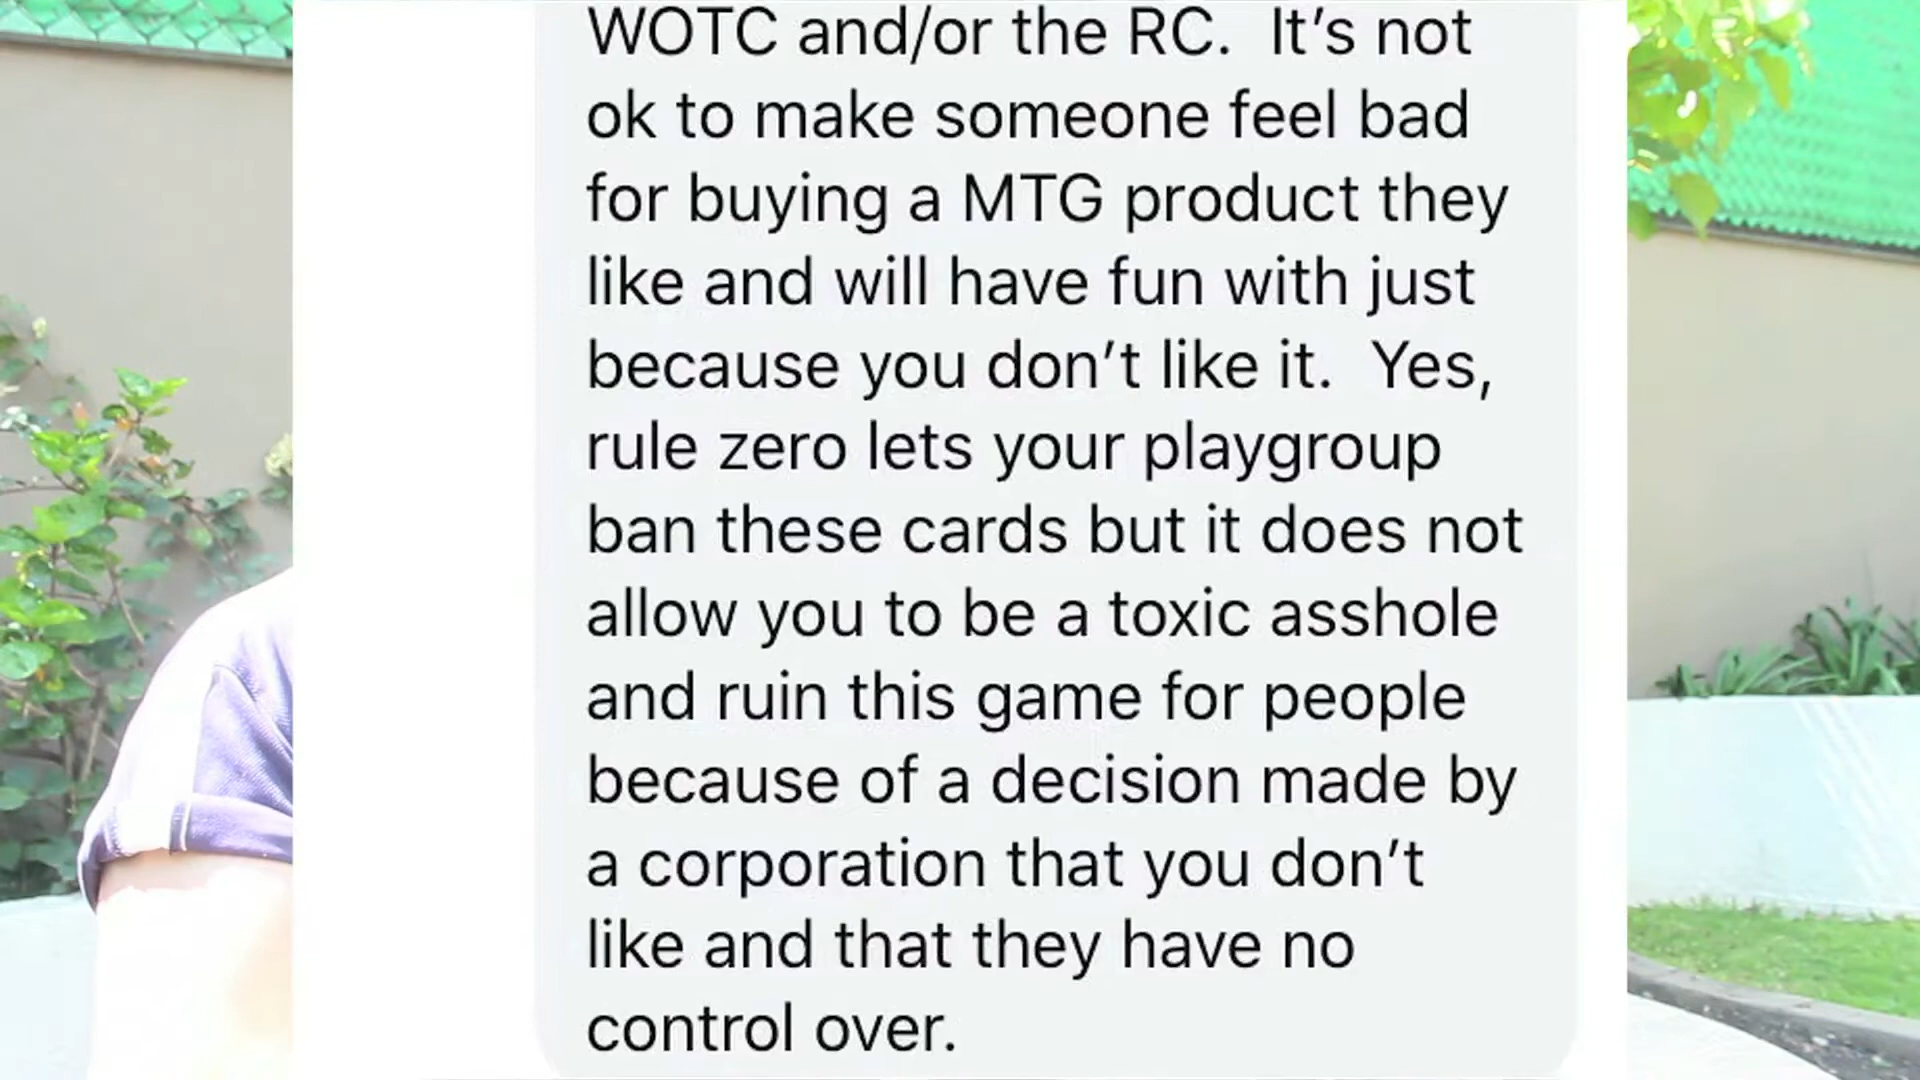 WOTC and/or the RC.  It’s not
ok to make someone feel bad
for buying a MTG product they
like and will have fun with just
because you don’t like it.  Yes,
rule zero lets your playgroup
ban these cards but it does not
allow you to be a toxic asshole
and ruin this game for people
because of a decision made by
a corporation that you don’t
like and that they have no
control over.